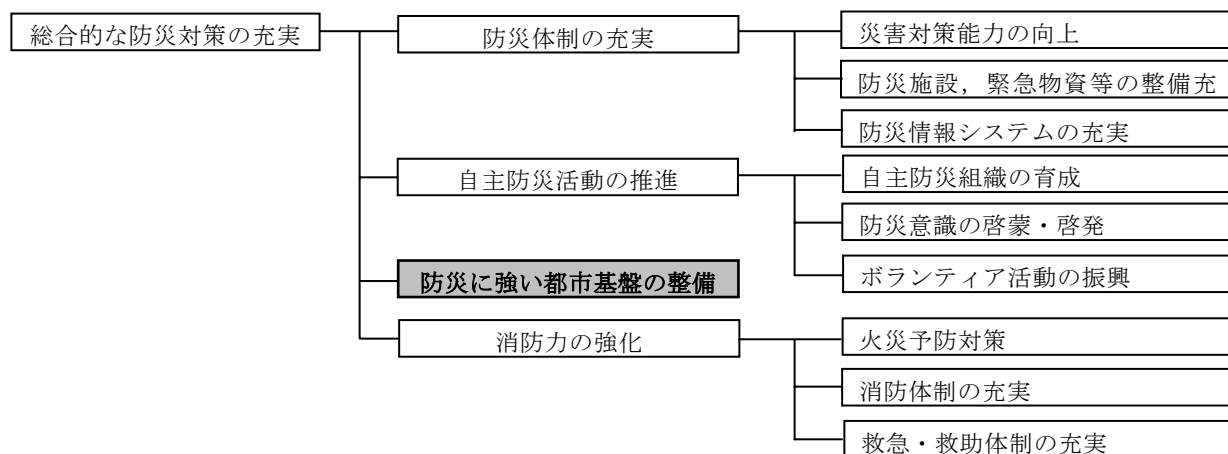 総合的な防災対策の充実
防災体制の充実
災害対策能力の向上
防災施設，緊急物資等の整備充
防災情報システムの充実
自主防災活動の推進
自主防災組織の育成
防災意識の啓蒙・啓発
ボランティア活動の振興
防災に強い都市基盤の整備
消防力の強化
火災予防対策
消防体制の充実
救急・救助体制の充実